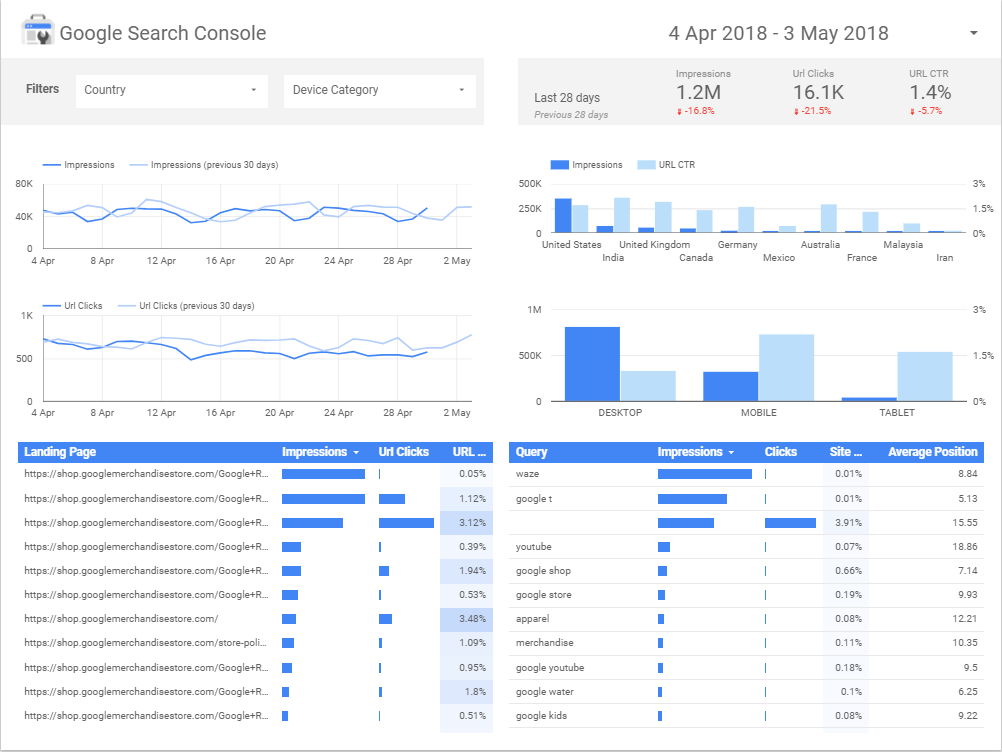 Google Search Console
4 Apr 2018 - 3 May 2018
Filters
Country
Device Category
Last 28 days
Previous 28 days
Impressions
1.2M
-16.8%
Url Clicks
16.1K
-21.5%
URL CTR
1.4%
-5.7%
Impressions Impressions (previous 30 days)
80K
40K
0
4 Apr 8 Apr 12 Apr 16 Apr 20 Apr 24 Apr 28 Apr 2 May
Impressions URL CTR
500K 3%
250K 1.5%
0 0%
United States United Kingdom Germany Australia Malaysia
India Canada Mexico France Iran
Url Clicks Url Clicks (previous 30 days)
1K
500
0
4 Apr 8 Apr 12 Apr 16 Apr 20 Apr 24 Apr 28 Apr 2 May
1M 3%
500K 1.5%
0 0%
DESKTOP MOBILE TABLET
Landing Page Impressions Url Clicks URL ...
https://shop.googlemerchandisestore.com/Google+R... 0.05%
https://shop.googlemerchandisestore.com/Google+R... 1.12%
https://shop.googlemerchandisestore.com/Google+R... 3.12%
https://shop.googlemerchandisestore.com/Google+R... 0.39%
https://shop.googlemerchandisestore.com/Google+R... 1.94%
https://shop.googlemerchandisestore.com/Google+R... 0.53%
https://shop.googlemerchandisestore.com/ 3.48%
https://shop.googlemerchandisestore.com/store-poli... 1.09%
https://shop.googlemerchandisestore.com/Google+R... 0.95%
https://shop.googlemerchandisestore.com/Google+R... 1.8%
https://shop.googlemerchandisestore.com/Google+R... 0.51%
Query Impressions Clicks Site ... Average Position
waze 0.01% 8.84
google t 0.01% 5.13
3.91% 15.55
youtube 0.07% 18.86
google shop 0.66% 7.14
google store 0.19% 9.93
apparel 0.08% 12.21
merchandise 0.11% 10.35
google youtube 0.18% 9.5
google water 0.1% 6.25
google kids 0.08% 9.22